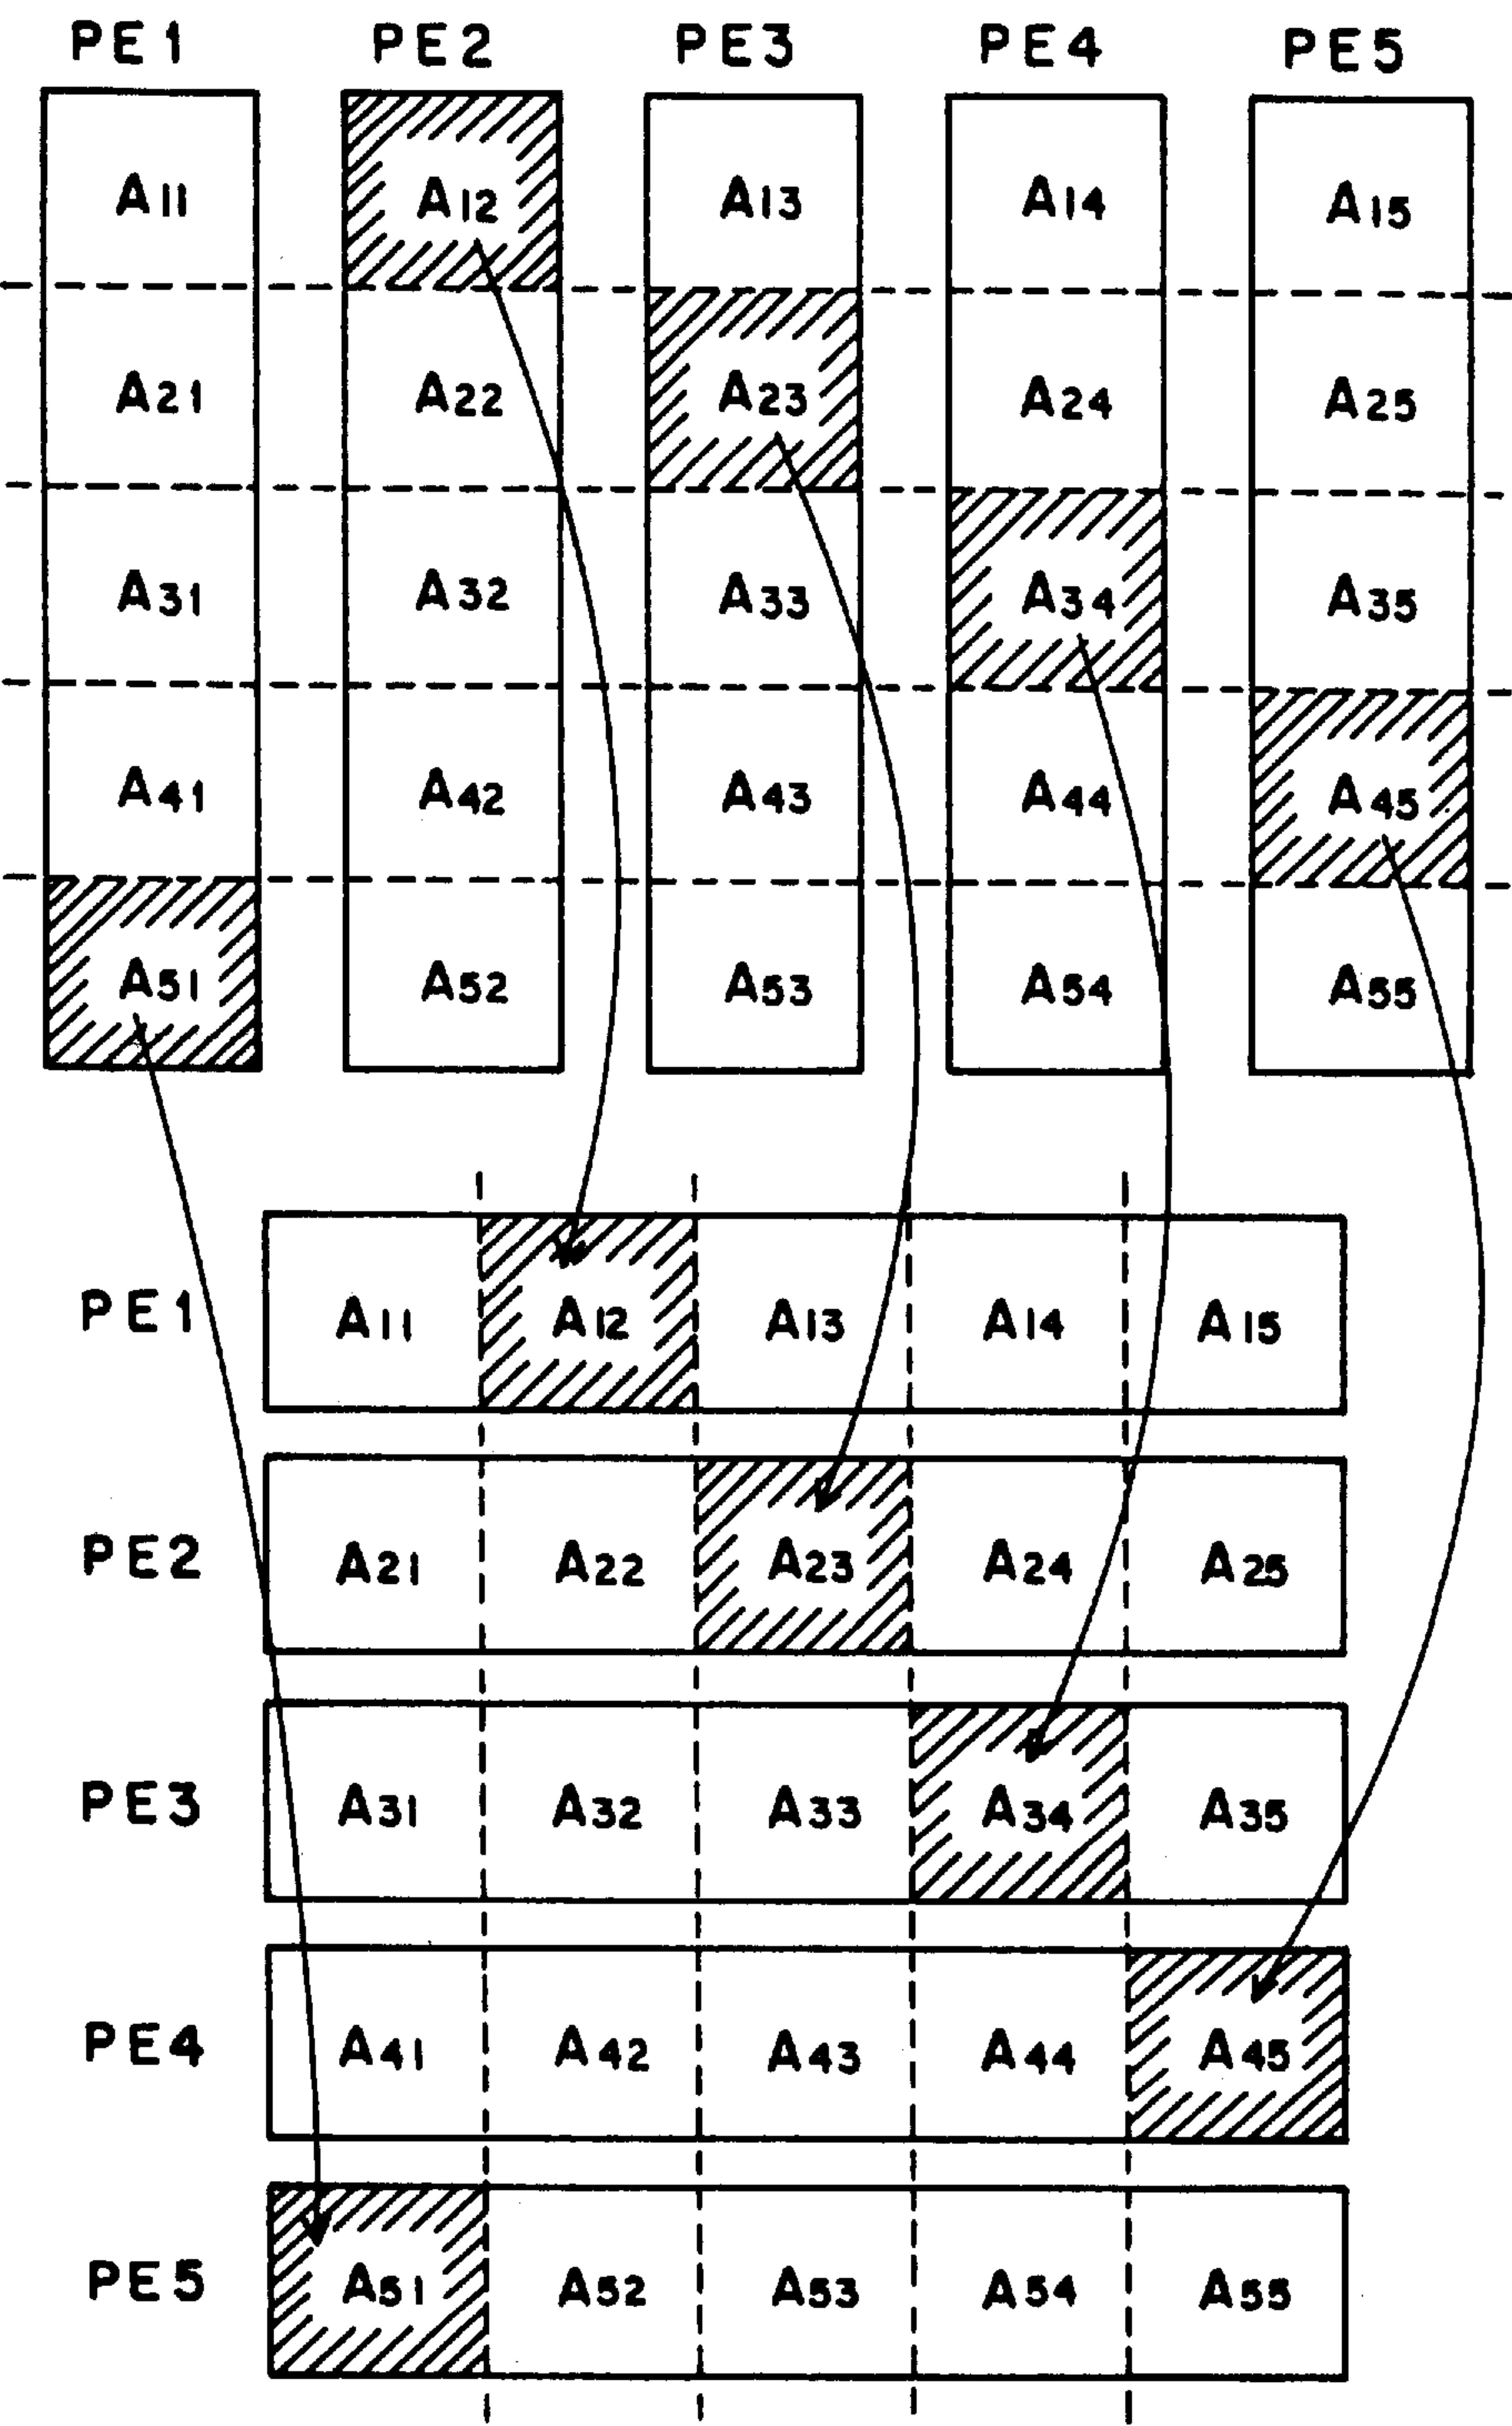 PE1 PE2 PE3 PE4 PE5
A11 A12 A13 A14 A15
A21 A22 A23 A24 A25
A31 A32 A33 A34 A35
A41 A42 A43 A44 A45
A51 A52 A53 A54 A55
PE1 A11 A12 A13 A14 A15
PE2 A21 A22 A23 A24 A25
PE3 A31 A32 A33 A34 A35
PE4 A41 A42 A43 A44 A45
PE5 A51 A52 A53 A54 A55